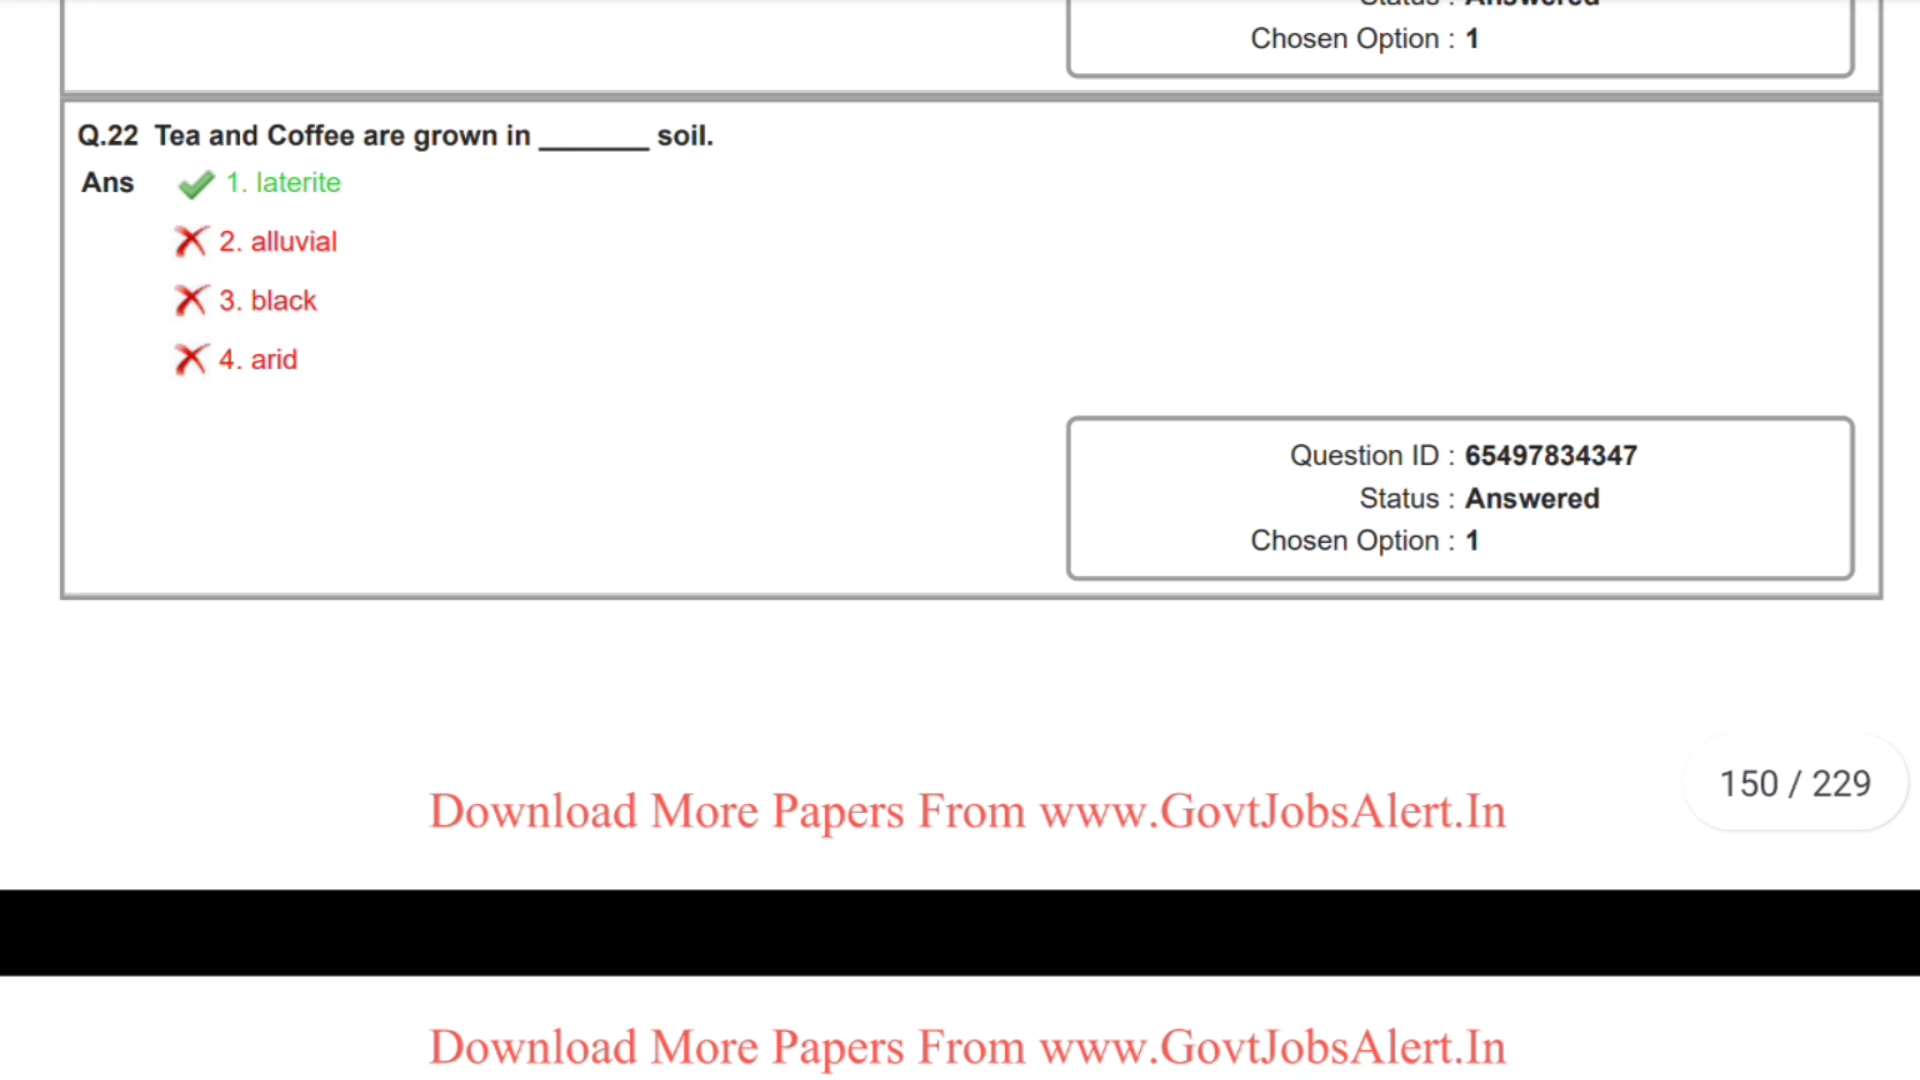 Status : Answered
Chosen Option : 1
Q.22 Tea and Coffee are grown in _______ soil.
Ans 1. laterite
2. alluvial
3. black
4. arid
Question ID : 65497834347
Status : Answered
Chosen Option : 1
150 / 229
Download More Papers From www.GovtJobsAlert.In
Download More Papers From www.GovtJobsAlert.In